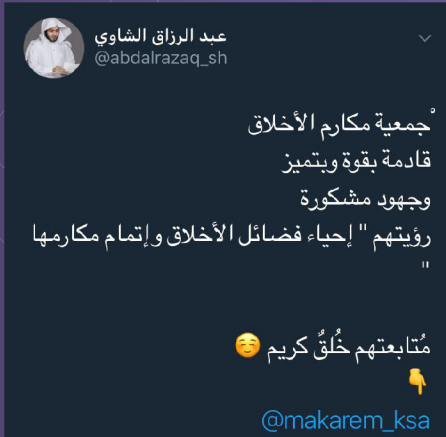 عبد الرزاق الشاوي
@abdalrazaq_sh
ْجمعية مكارم الأخلاق
قادمة بقوة وبتميز
وجهود مشكورة
رؤيتهم " إحياء فضائل الأخلاق وإتمام مكارمها
"
مُتابعتهم خُلقٌ كريم ☺️
👇
@makarem_ksa